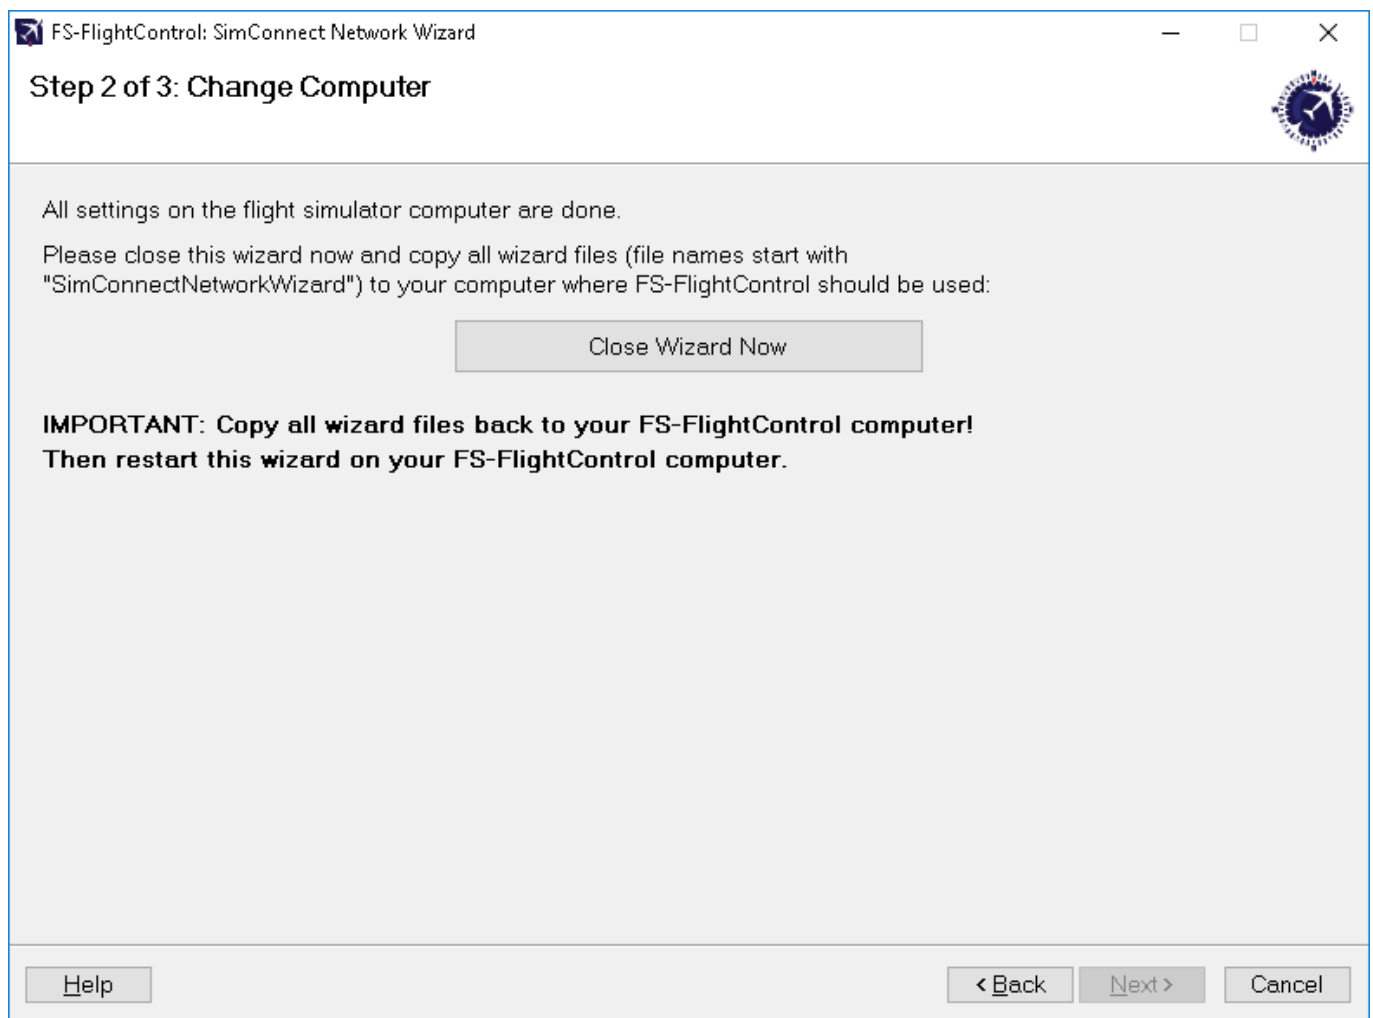 FS-FlightControl: SimConnect Network Wizard
Step 2 of 3: Change Computer
All settings on the flight simulator computer are done.
Please close this wizard now and copy all wizard files (file names start with
"SimConnectNetworkWizard") to your computer where FS-FlightControl should be used:
Close Wizard Now
IMPORTANT: Copy all wizard files back to your FS-FlightControl computer!
Then restart this wizard on your FS-FlightControl computer.
Help
< Back
Next >
Cancel